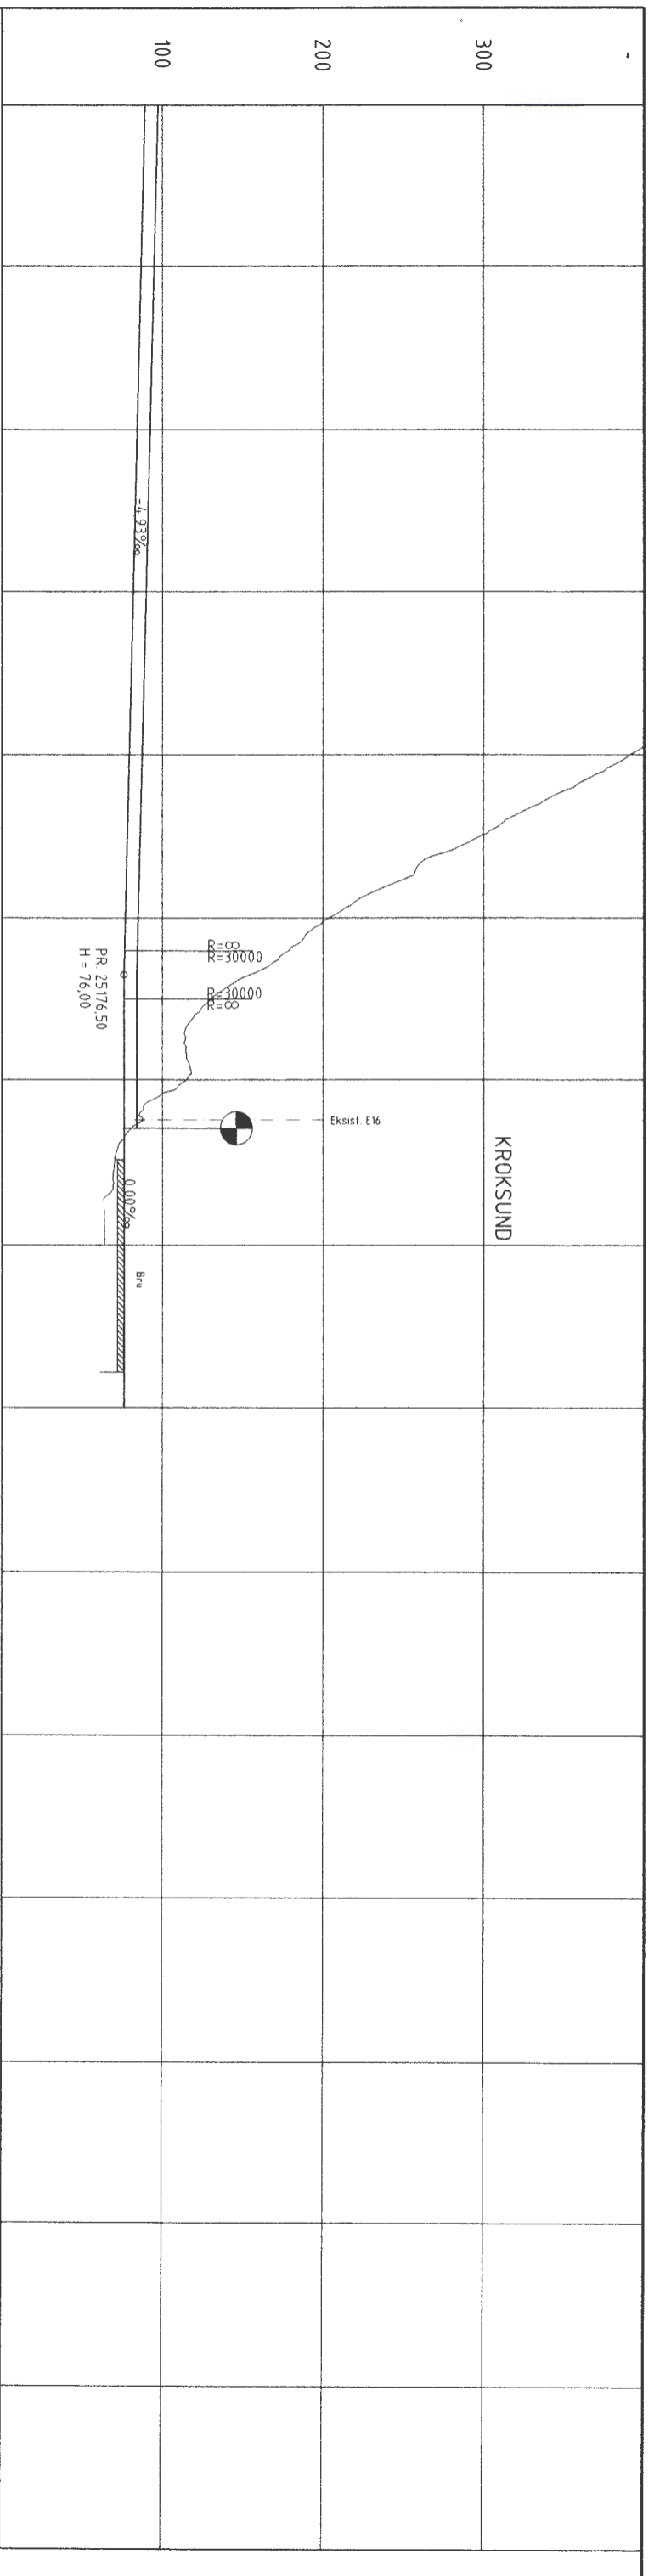 300
200
100
KROKSUND
Eksist. E16
R=∞
R=30000
R=30000
R=∞
-4.93‰
0.00‰
Bru
PR. 25176,50
H = 76,00